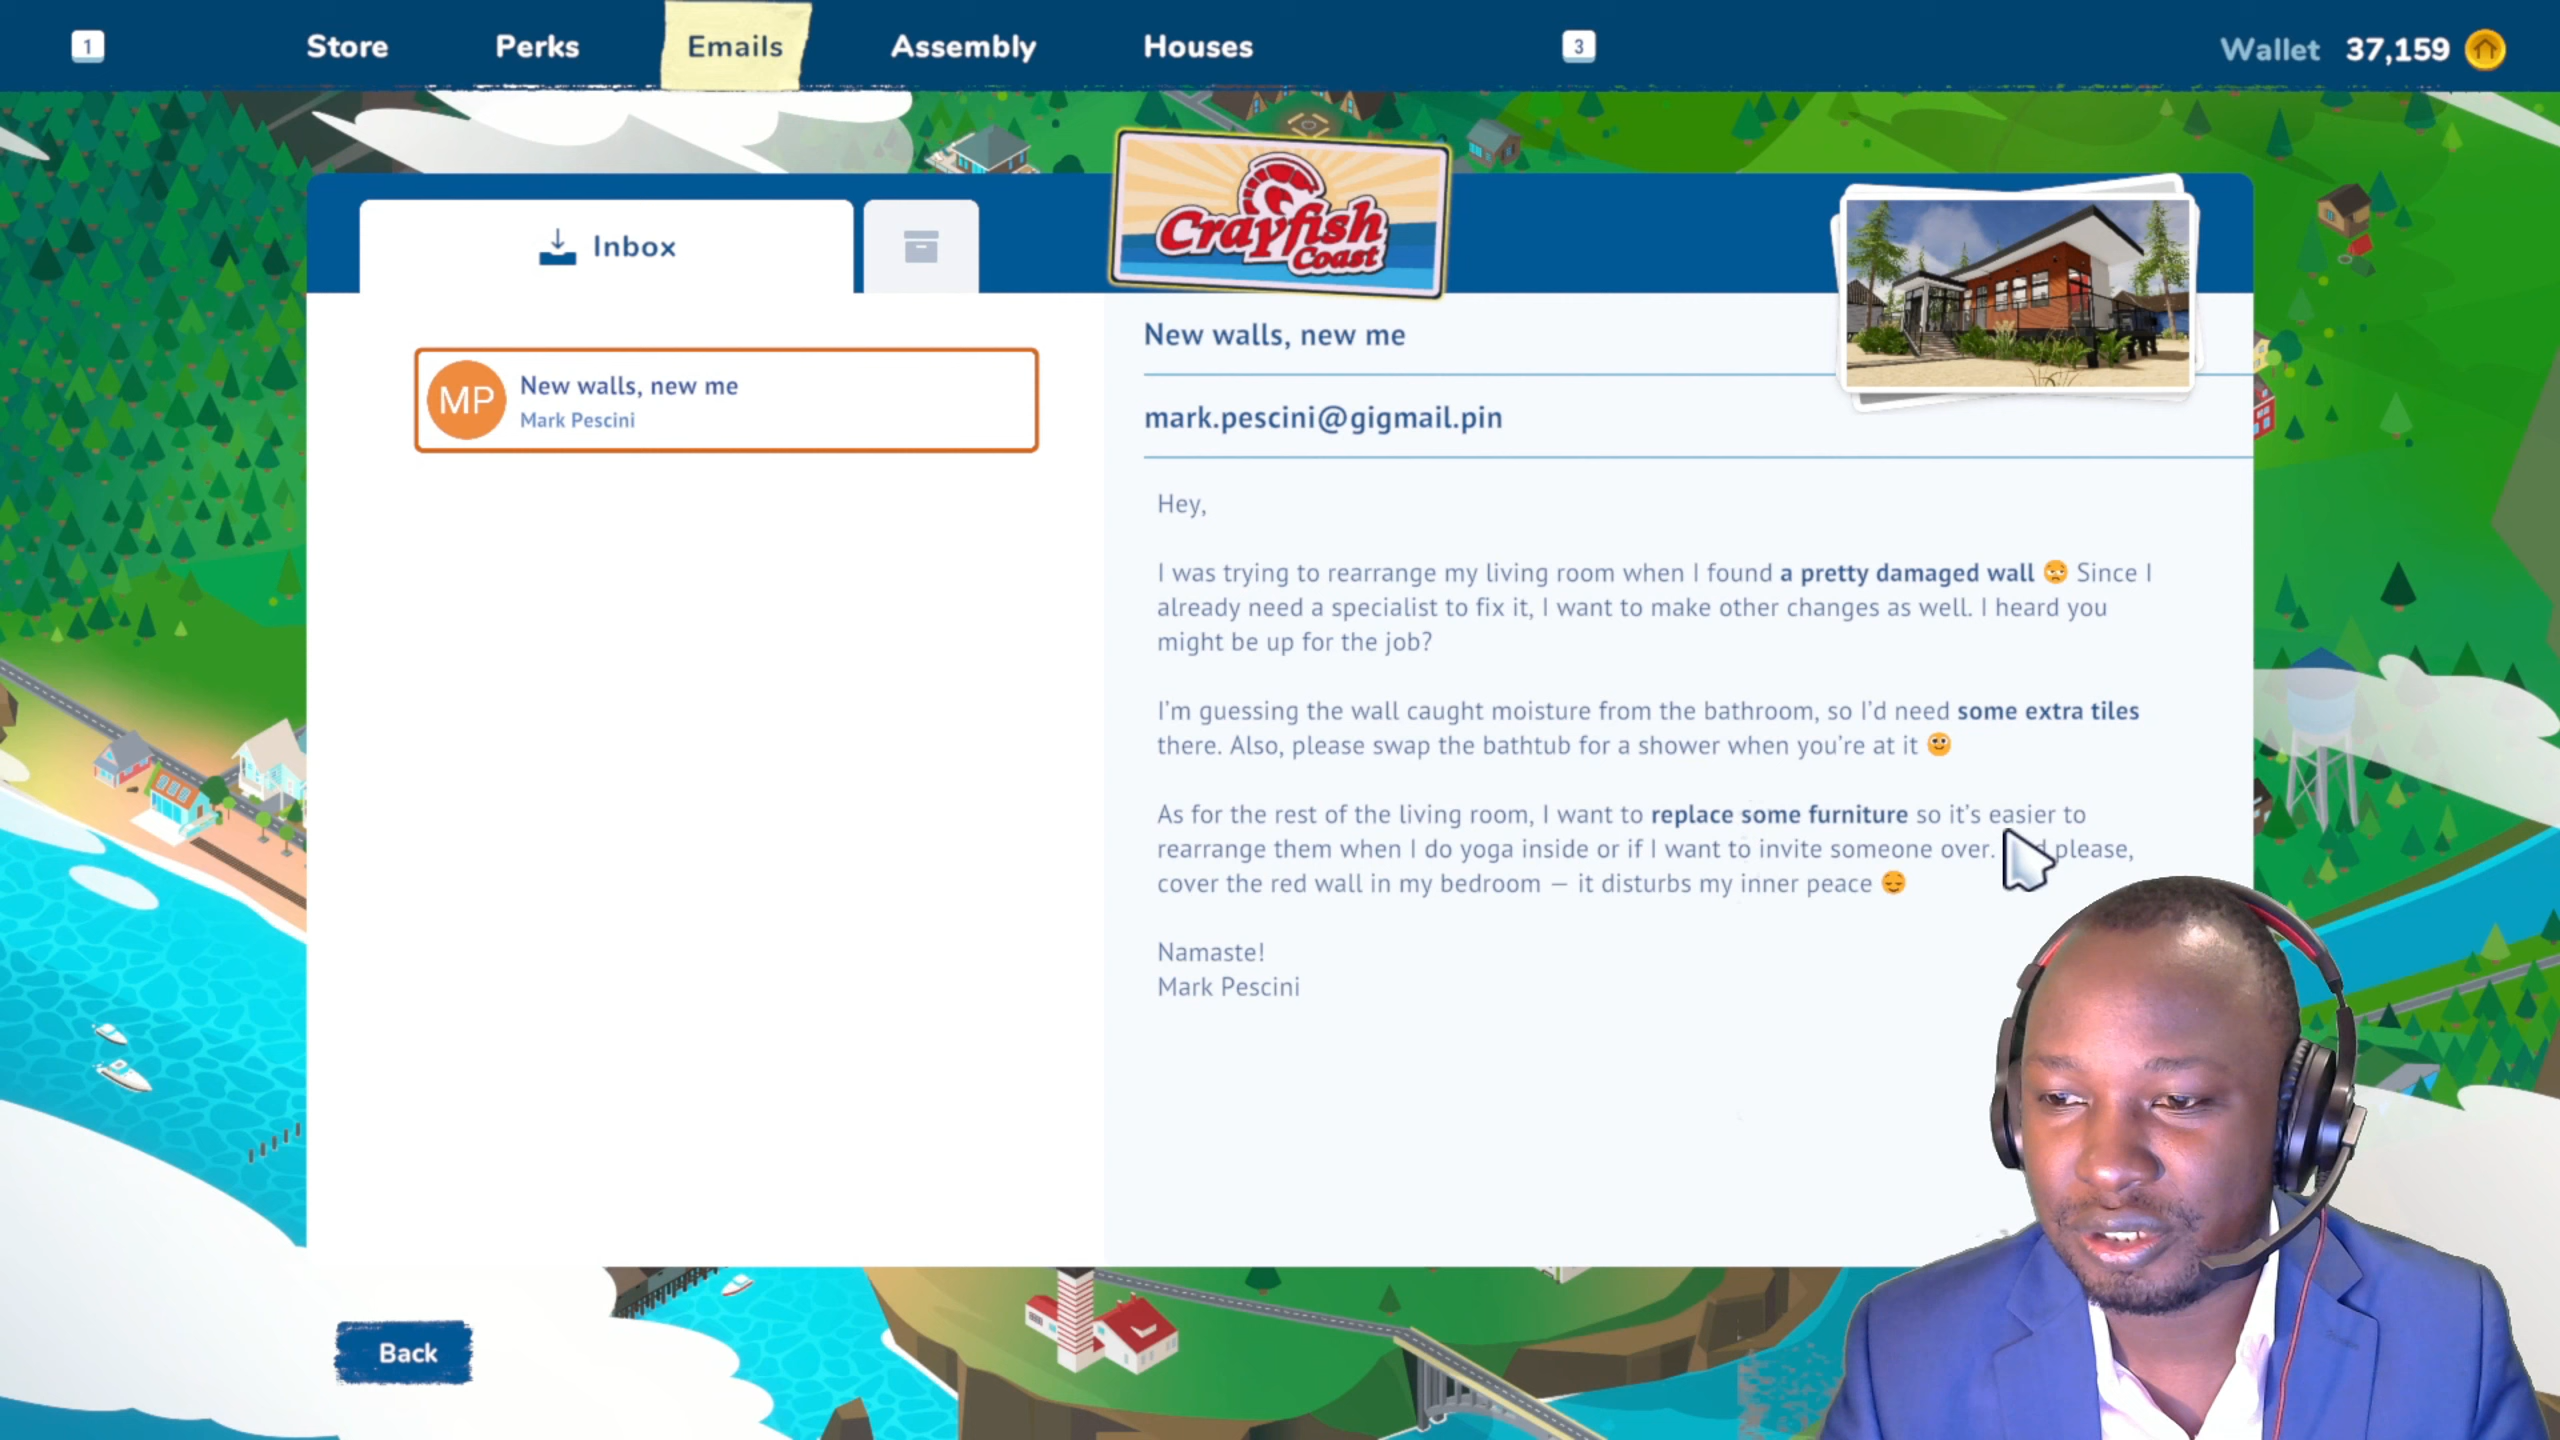 1
Store
Perks
Emails
Assembly
Houses
3
Wallet 37,159
Inbox
Crayfish
Coast
MP
New walls, new me
Mark Pescini
New walls, new me
mark.pescini@gigmail.pin
Hey,
I was trying to rearrange my living room when I found a pretty damaged wall 😟 Since I
already need a specialist to fix it, I want to make other changes as well. I heard you
might be up for the job?
I'm guessing the wall caught moisture from the bathroom, so I'd need some extra tiles
there. Also, please swap the bathtub for a shower when you're at it 🙂
As for the rest of the living room, I want to replace some furniture so it's easier to
rearrange them when I do yoga inside or if I want to invite someone over. please,
cover the red wall in my bedroom — it disturbs my inner peace 😌
Namaste!
Mark Pescini
Back